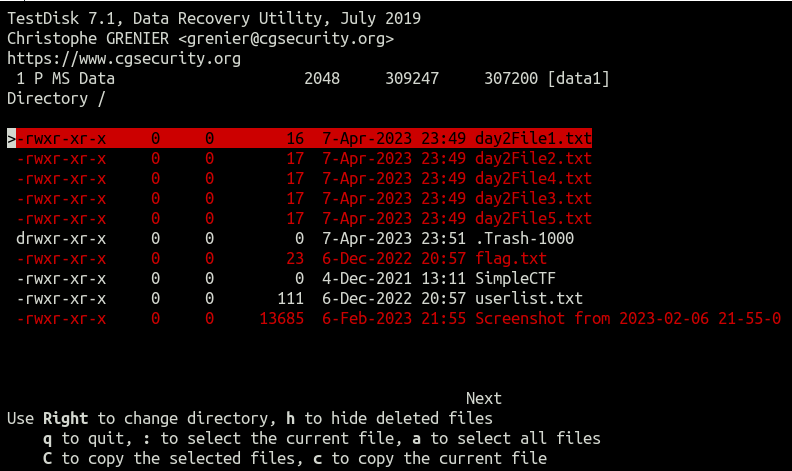 TestDisk 7.1, Data Recovery Utility, July 2019
Christophe GRENIER <grenier@cgsecurity.org>
https://www.cgsecurity.org
 1 P MS Data                     2048     309247     307200 [data1]
Directory /

>-rwxr-xr-x     0     0        16  7-Apr-2023 23:49 day2File1.txt
 -rwxr-xr-x     0     0        17  7-Apr-2023 23:49 day2File2.txt
 -rwxr-xr-x     0     0        17  7-Apr-2023 23:49 day2File4.txt
 -rwxr-xr-x     0     0        17  7-Apr-2023 23:49 day2File3.txt
 -rwxr-xr-x     0     0        17  7-Apr-2023 23:49 day2File5.txt
 drwxr-xr-x     0     0         0  7-Apr-2023 23:51 .Trash-1000
 -rwxr-xr-x     0     0        23  6-Dec-2022 20:57 flag.txt
 -rwxr-xr-x     0     0         0  4-Dec-2021 13:11 SimpleCTF
 -rwxr-xr-x     0     0       111  6-Dec-2022 20:57 userlist.txt
 -rwxr-xr-x     0     0     13685  6-Feb-2023 21:55 Screenshot from 2023-02-06 21-55-0

                                                   Next
Use Right to change directory, h to hide deleted files
    q to quit, : to select the current file, a to select all files
    C to copy the selected files, c to copy the current file